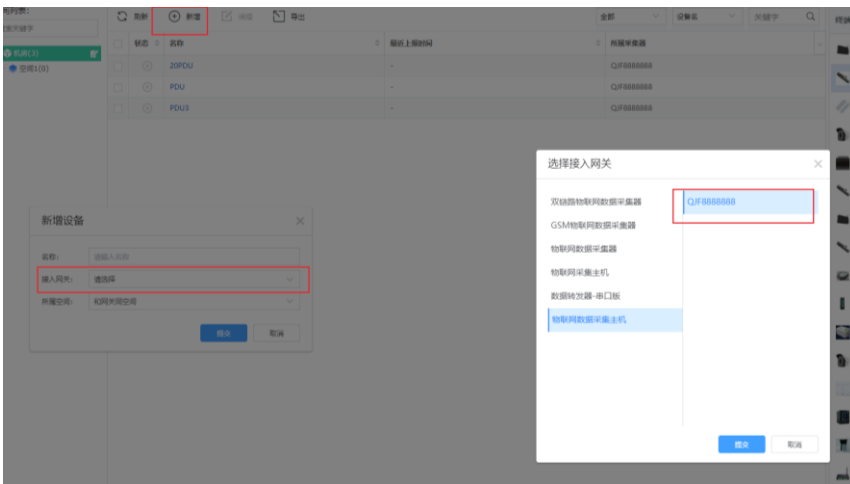 刷新 新增 编辑 导出 全部 设备名 关键字
机房(3)
空间1(0)
状态 名称 最近上报时间 所属采集器
20PDU - QJF8888888
PDU - QJF8888888
PDU3 - QJF8888888
新增设备
名称: 请输入名称
接入网关: 请选择
所属空间: 和网关同空间
提交 取消
选择接入网关
双链路物联网数据采集器 QJF8888888
GSM物联网数据采集器
物联网数据采集器
物联网采集主机
数据转发器-串口版
物联网数据采集主机
提交 取消